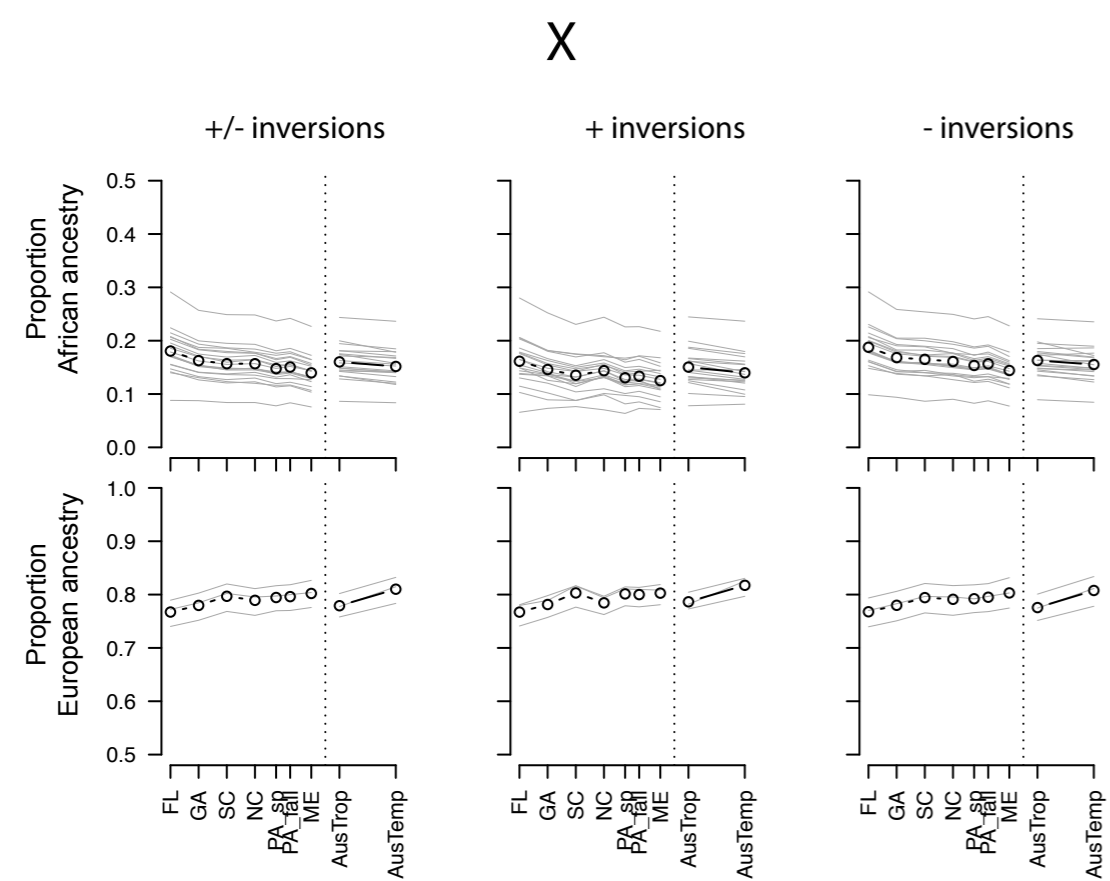 X
+/- inversions
+ inversions
- inversions
Proportion
African ancestry
0.5
0.4
0.3
0.2
0.1
0.0
Proportion
European ancestry
1.0
0.9
0.8
0.7
0.6
0.5
FL
GA
SC
NC
PA_sp
PA_fall
ME
AusTrop
AusTemp
FL
GA
SC
NC
PA_sp
PA_fall
ME
AusTrop
AusTemp
FL
GA
SC
NC
PA_sp
PA_fall
ME
AusTrop
AusTemp